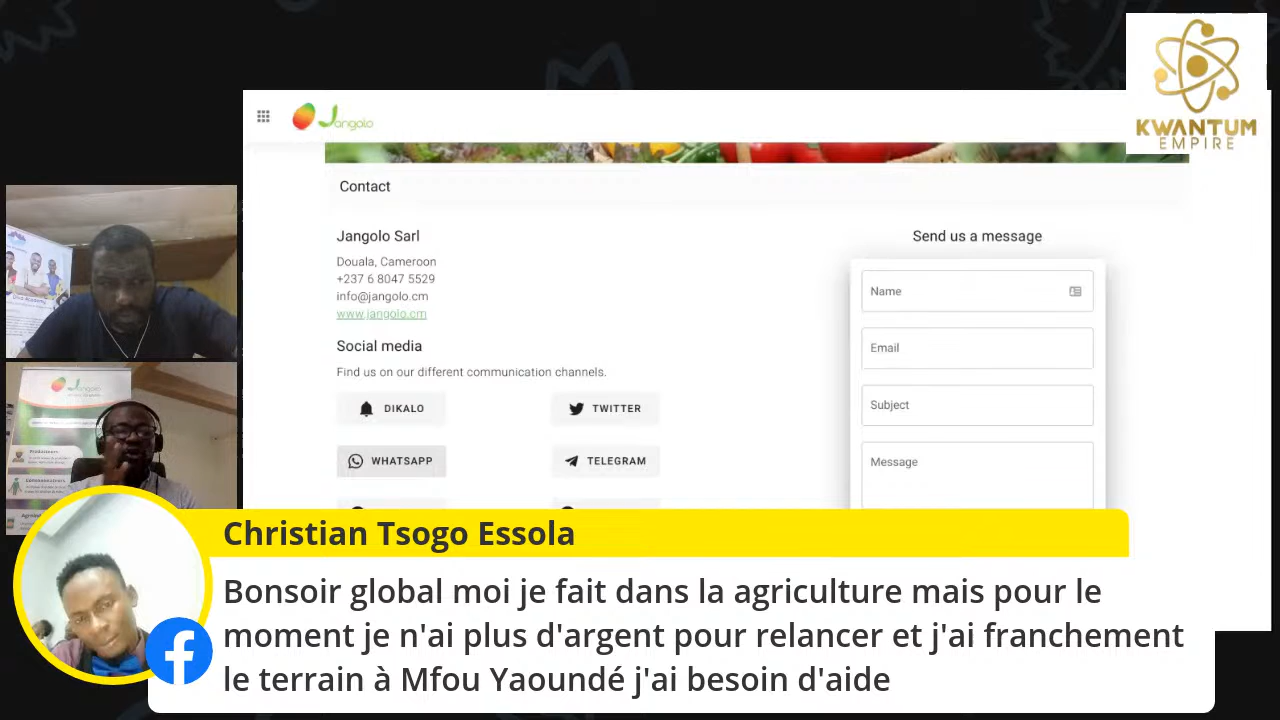 KWANTUM
EMPIRE
Jangolo
Contact
Jangolo Sarl
Douala, Cameroon
+237 6 8047 5529
info@jangolo.cm
www.jangolo.cm
Social media
Find us on our different communication channels.
DIKALO
TWITTER
WHATSAPP
TELEGRAM
Send us a message
Name
Email
Subject
Message
Jangolo
Producteurs
Christian Tsogo Essola
Bonsoir global moi je fait dans la agriculture mais pour le
moment je n'ai plus d'argent pour relancer et j'ai franchement
le terrain à Mfou Yaoundé j'ai besoin d'aide